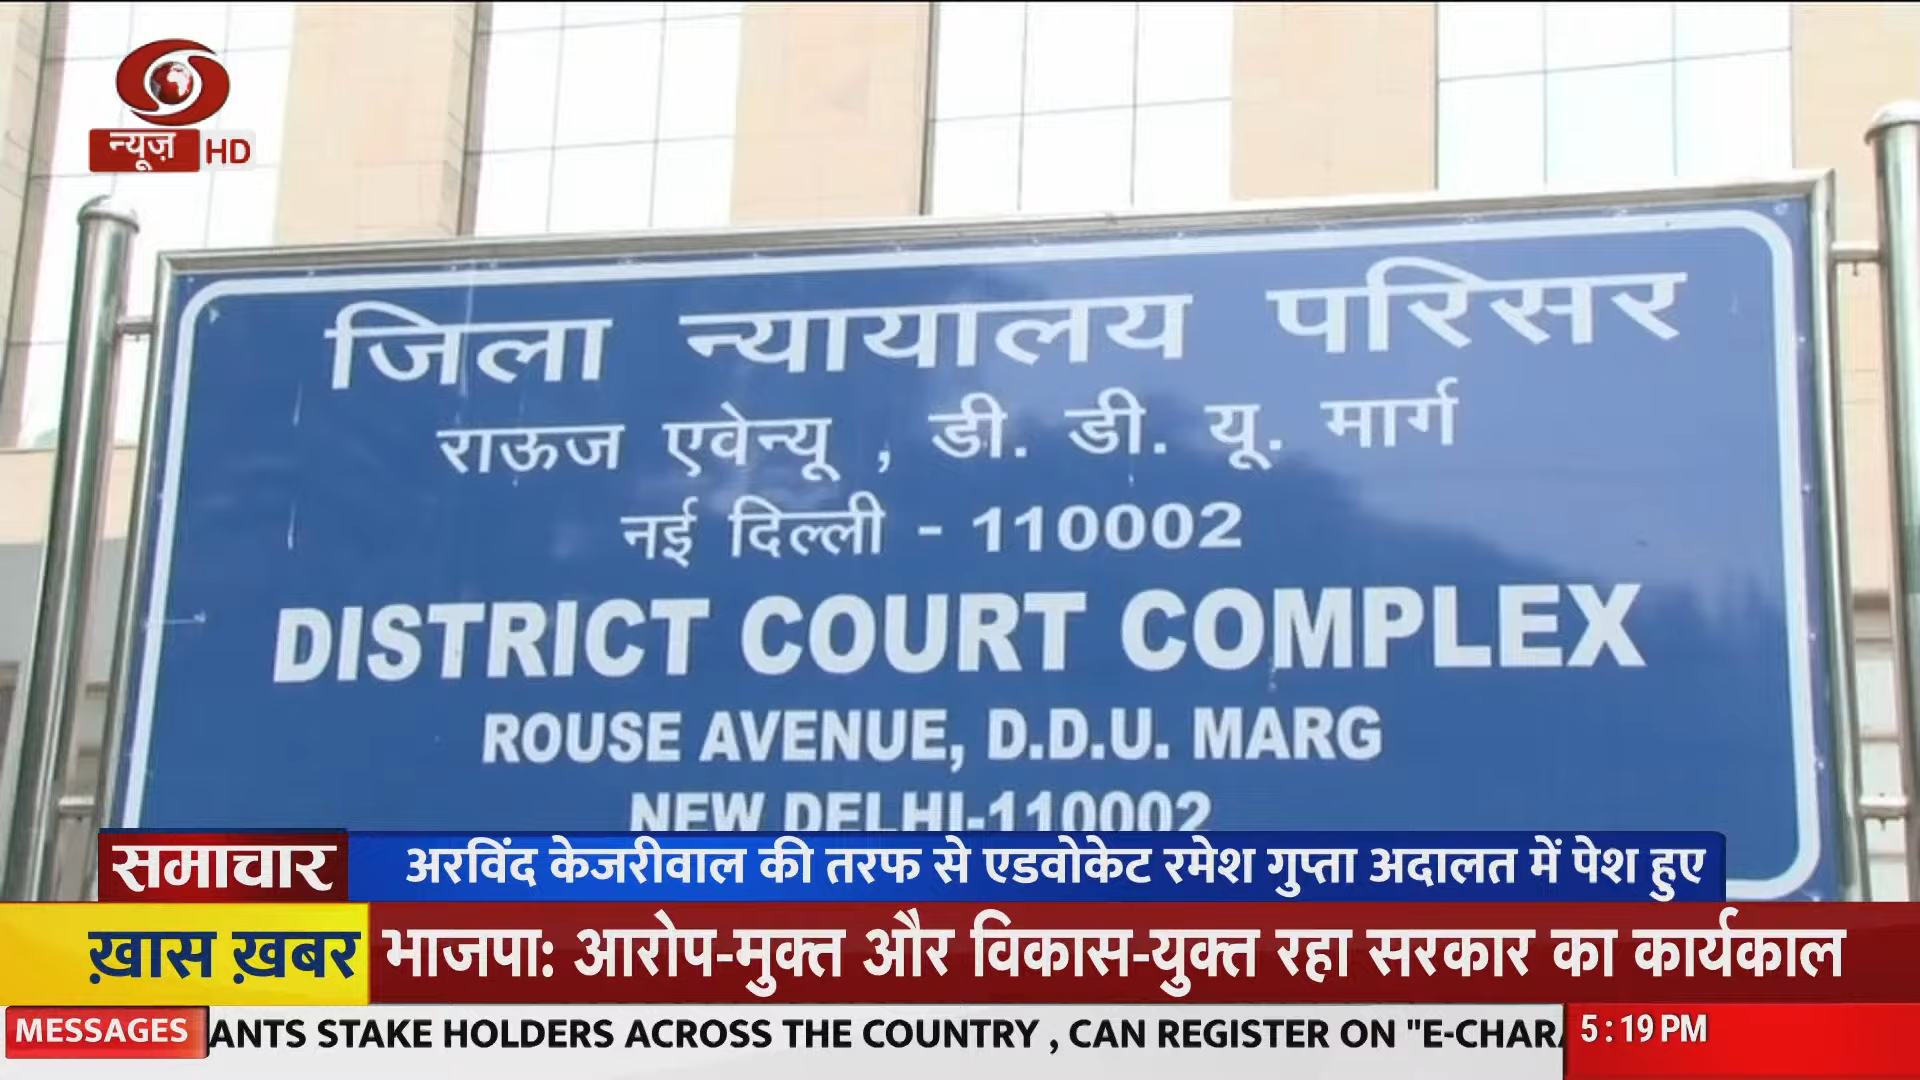 न्यूज़ HD
जिला न्यायालय परिसर
राऊज एवेन्यू , डी. डी. यू. मार्ग
नई दिल्ली - 110002
DISTRICT COURT COMPLEX
ROUSE AVENUE, D.D.U. MARG
NEW DELHI-110002
समाचार अरविंद केजरीवाल की तरफ से एडवोकेट रमेश गुप्ता अदालत में पेश हुए
ख़ास ख़बर भाजपा: आरोप-मुक्त और विकास-युक्त रहा सरकार का कार्यकाल
MESSAGES ANTS STAKE HOLDERS ACROSS THE COUNTRY , CAN REGISTER ON "E-CHARA 5:19 PM